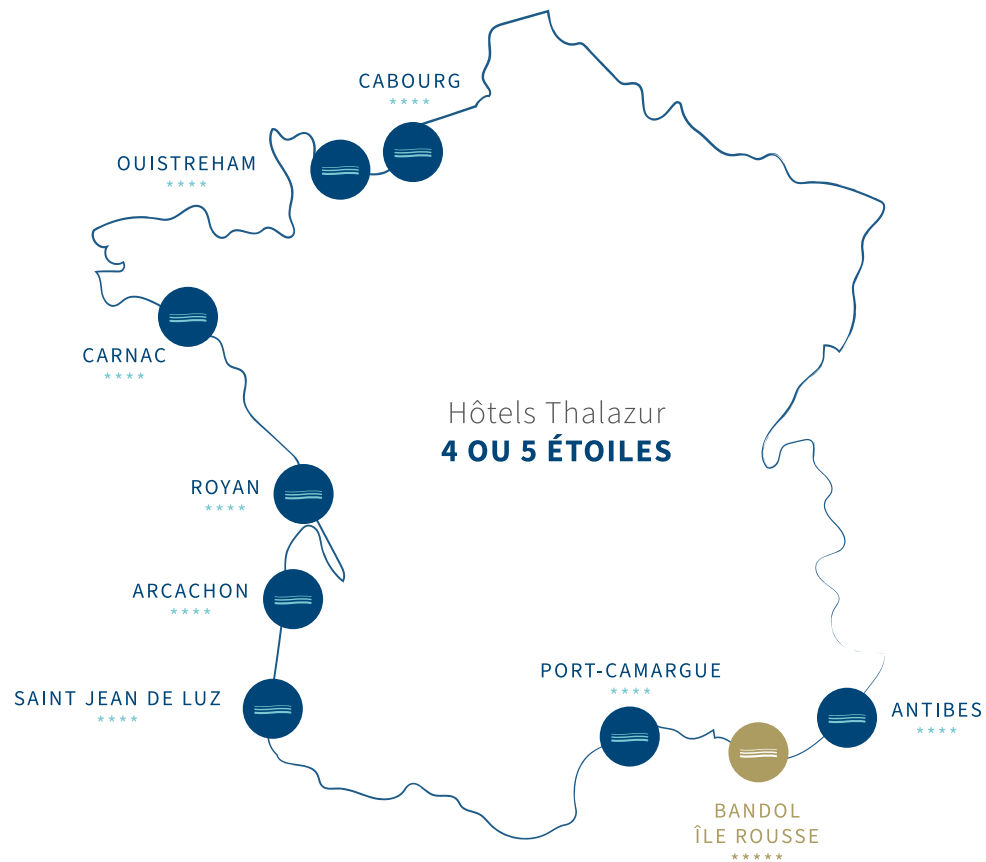 CABOURG
****
OUISTREHAM
****
CARNAC
****
Hôtels Thalazur
4 OU 5 ÉTOILES
ROYAN
****
ARCACHON
****
SAINT JEAN DE LUZ
****
PORT-CAMARGUE
****
ANTIBES
****
BANDOL
ÎLE ROUSSE
*****